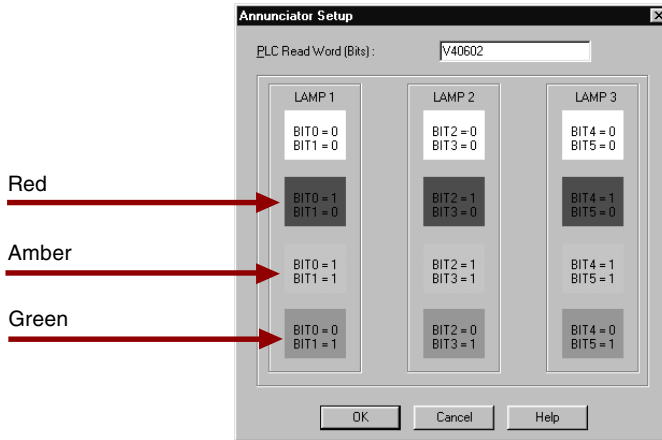 Annunciator Setup
PLC Read Word (Bits) :
V40602
LAMP 1
LAMP 2
LAMP 3
BIT0 = 0
BIT1 = 0
BIT2 = 0
BIT3 = 0
BIT4 = 0
BIT5 = 0
Red
BIT0 = 1
BIT1 = 0
BIT2 = 1
BIT3 = 0
BIT4 = 1
BIT5 = 0
Amber
BIT0 = 1
BIT1 = 1
BIT2 = 1
BIT3 = 1
BIT4 = 1
BIT5 = 1
Green
BIT0 = 0
BIT1 = 1
BIT2 = 0
BIT3 = 1
BIT4 = 0
BIT5 = 1
OK
Cancel
Help